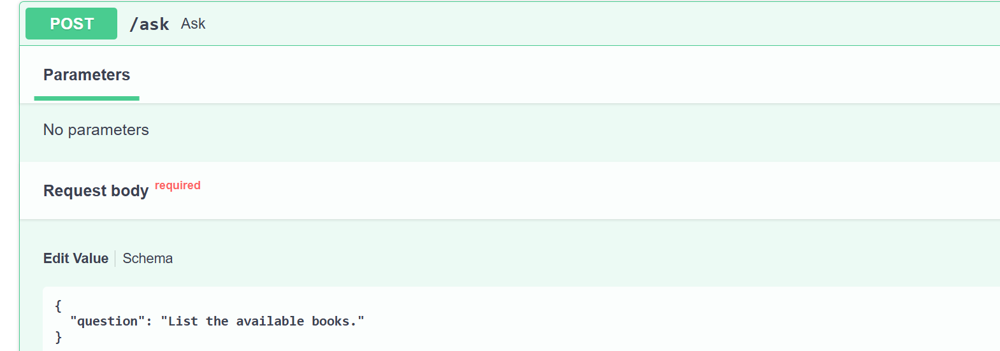 POST /ask Ask
Parameters
No parameters
Request body required
Edit Value Schema
{
  "question": "List the available books."
}